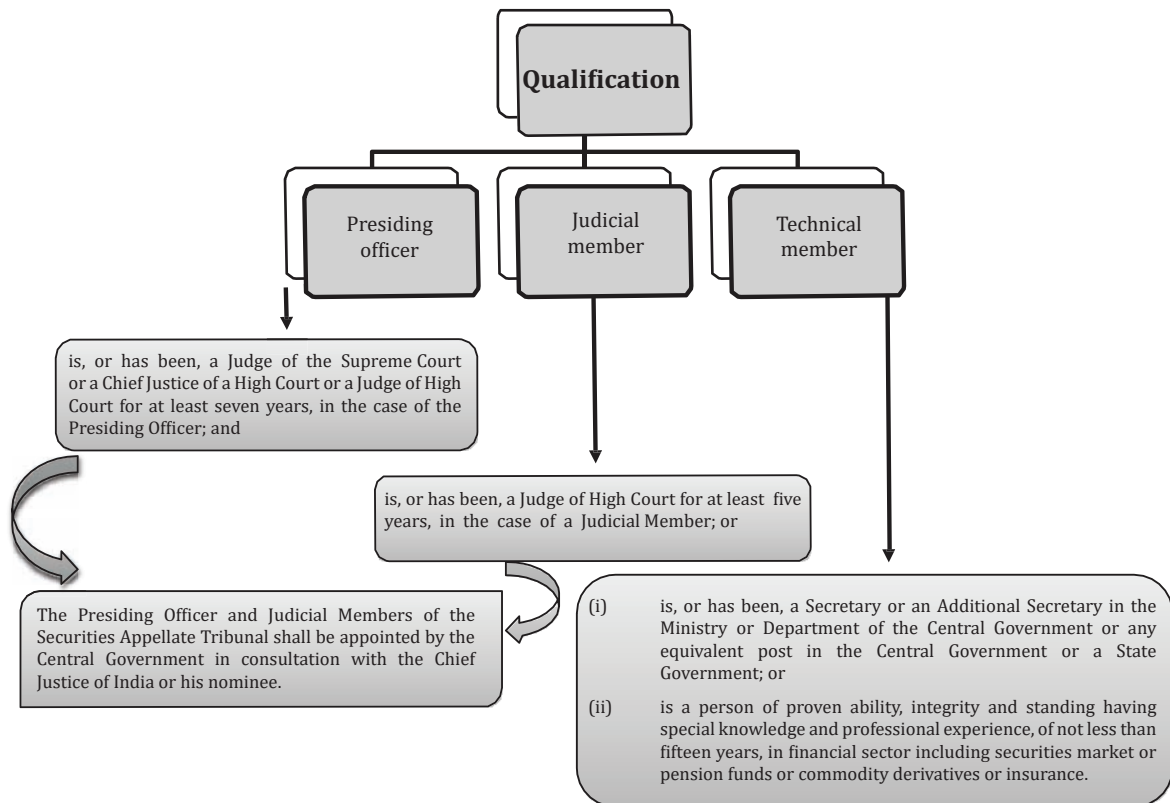 Qualification
Presiding
officer
Judicial
member
Technical
member
is, or has been, a Judge of the Supreme Court
or a Chief Justice of a High Court or a Judge of High
Court for at least seven years, in the case of the
Presiding Officer; and
is, or has been, a Judge of High Court for at least five
years, in the case of a Judicial Member; or
The Presiding Officer and Judicial Members of the
Securities Appellate Tribunal shall be appointed by the
Central Government in consultation with the Chief
Justice of India or his nominee.
(i) is, or has been, a Secretary or an Additional Secretary in the
Ministry or Department of the Central Government or any
equivalent post in the Central Government or a State
Government; or
(ii) is a person of proven ability, integrity and standing having
special knowledge and professional experience, of not less than
fifteen years, in financial sector including securities market or
pension funds or commodity derivatives or insurance.